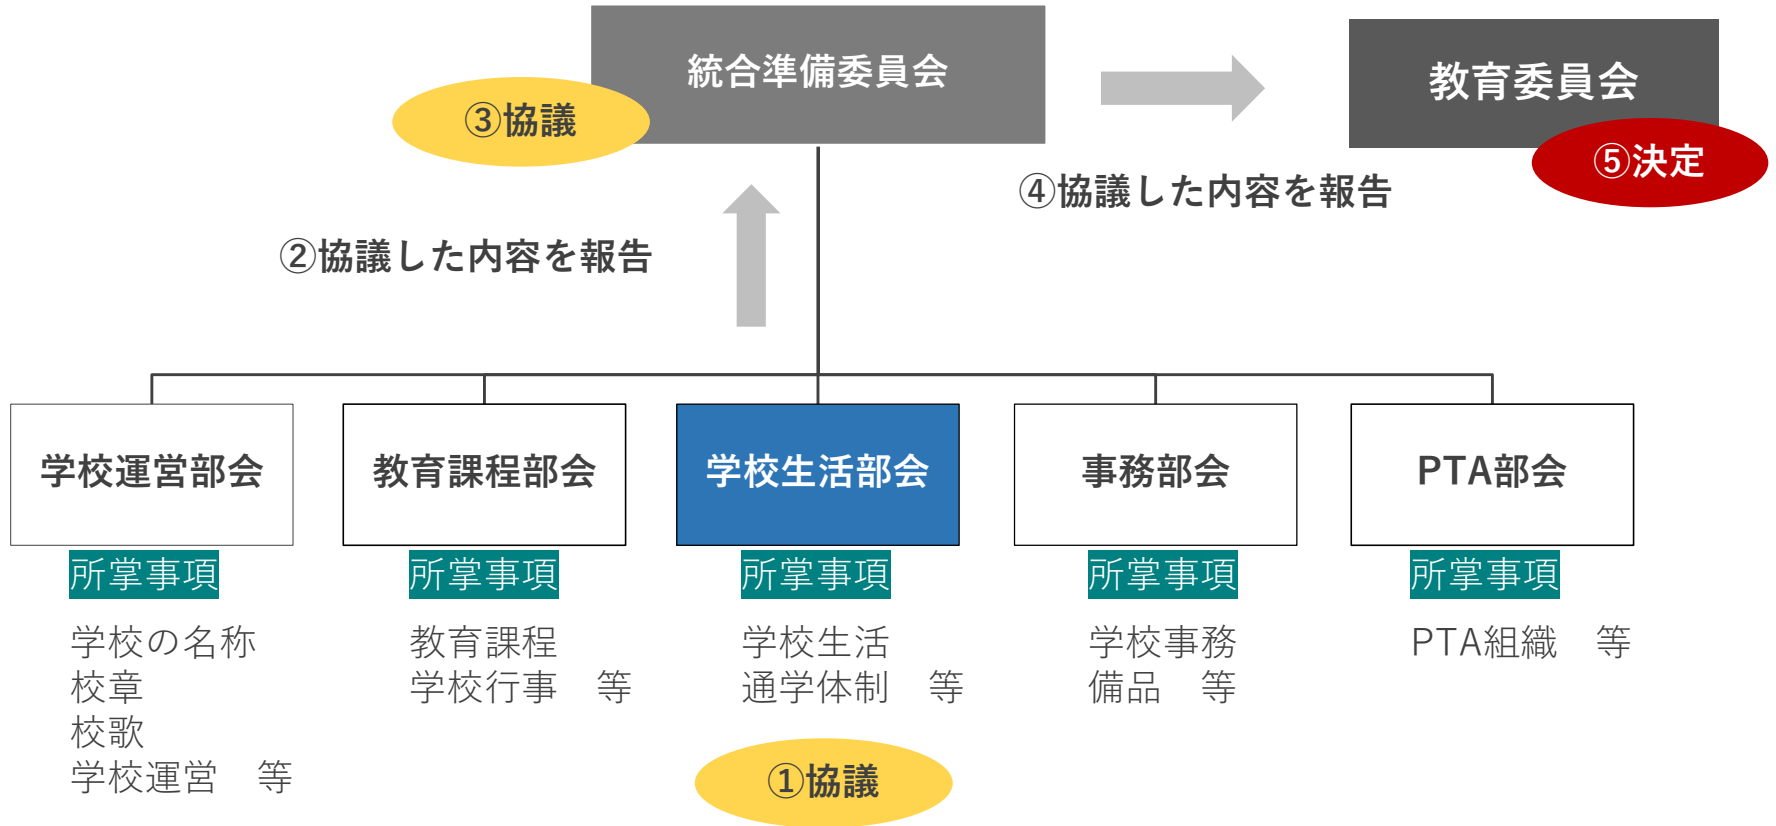 統合準備委員会
教育委員会
③協議
⑤決定
④協議した内容を報告
②協議した内容を報告
学校運営部会
教育課程部会
学校生活部会
事務部会
PTA部会
所掌事項
所掌事項
所掌事項
所掌事項
所掌事項
学校の名称
校章
校歌
学校運営　等
教育課程
学校行事　等
学校生活
通学体制　等
学校事務
備品　等
PTA組織　等
①協議